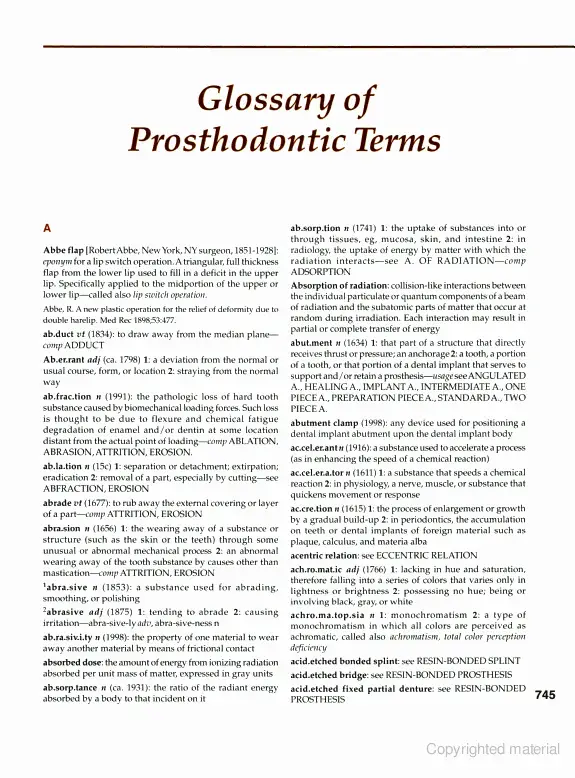 Glossary of
Prosthodontic Terms
A
Abbe flap [Robert Abbe, New York, NY surgeon, 1851-1928]:
eponym for a lip switch operation. A triangular, full thickness
flap from the lower lip used to fill in a deficit in the upper
lip. Specifically applied to the midportion of the upper or
lower lip—called also lip switch operation.
Abbe, R. A new plastic operation for the relief of deformity due to
double harelip. Med Rec 1898;53:477.
ab.duct vt (1834): to draw away from the median plane—
comp ADDUCT
Ab.er.rant adj (ca. 1798) 1: a deviation from the normal or
usual course, form, or location 2: straying from the normal
way
ab.frac.tion n (1991): the pathologic loss of hard tooth
substance caused by biomechanical loading forces. Such loss
is thought to be due to flexure and chemical fatigue
degradation of enamel and/or dentin at some location
distant from the actual point of loading—comp ABLATION,
ABRASION, ATTRITION, EROSION.
ab.la.tion n (15c) 1: separation or detachment; extirpation;
eradication 2: removal of a part, especially by cutting—see
ABFRACTION, EROSION
abrade vt (1677): to rub away the external covering or layer
of a part—comp ATTRITION, EROSION
abra.sion n (1656) 1: the wearing away of a substance or
structure (such as the skin or the teeth) through some
unusual or abnormal mechanical process 2: an abnormal
wearing away of the tooth substance by causes other than
mastication—comp ATTRITION, EROSION
¹abra.sive n (1853): a substance used for abrading,
smoothing, or polishing
²abrasive adj (1875) 1: tending to abrade 2: causing
irritation—abra-sive-ly adv, abra-sive-ness n
ab.ra.siv.i.ty n (1998): the property of one material to wear
away another material by means of frictional contact
absorbed dose: the amount of energy from ionizing radiation
absorbed per unit mass of matter, expressed in gray units
ab.sorp.tance n (ca. 1931): the ratio of the radiant energy
absorbed by a body to that incident on it
ab.sorp.tion n (1741) 1: the uptake of substances into or
through tissues, eg, mucosa, skin, and intestine 2: in
radiology, the uptake of energy by matter with which the
radiation interacts—see A. OF RADIATION—comp
ADSORPTION
Absorption of radiation: collision-like interactions between
the individual particulate or quantum components of a beam
of radiation and the subatomic parts of matter that occur at
random during irradiation. Each interaction may result in
partial or complete transfer of energy
abut.ment n (1634) 1: that part of a structure that directly
receives thrust or pressure; an anchorage 2: a tooth, a portion
of a tooth, or that portion of a dental implant that serves to
support and/or retain a prosthesis—usage see ANGULATED
A., HEALING A., IMPLANT A., INTERMEDIATE A., ONE
PIECE A., PREPARATION PIECE A., STANDARD A., TWO
PIECE A.
abutment clamp (1998): any device used for positioning a
dental implant abutment upon the dental implant body
ac.cel.er.ant n (1916): a substance used to accelerate a process
(as in enhancing the speed of a chemical reaction)
ac.cel.er.a.tor n (1611) 1: a substance that speeds a chemical
reaction 2: in physiology, a nerve, muscle, or substance that
quickens movement or response
ac.cre.tion n (1615) 1: the process of enlargement or growth
by a gradual build-up 2: in periodontics, the accumulation
on teeth or dental implants of foreign material such as
plaque, calculus, and materia alba
acentric relation: see ECCENTRIC RELATION
ach.ro.mat.ic adj (1766) 1: lacking in hue and saturation,
therefore falling into a series of colors that varies only in
lightness or brightness 2: possessing no hue; being or
involving black, gray, or white
achro.ma.top.sia n 1: monochromatism 2: a type of
monochromatism in which all colors are perceived as
achromatic, called also achromatism, total color perception
deficiency
acid.etched bonded splint: see RESIN-BONDED SPLINT
acid.etched bridge: see RESIN-BONDED PROSTHESIS
acid.etched fixed partial denture: see RESIN-BONDED
PROSTHESIS
745
Copyrighted material